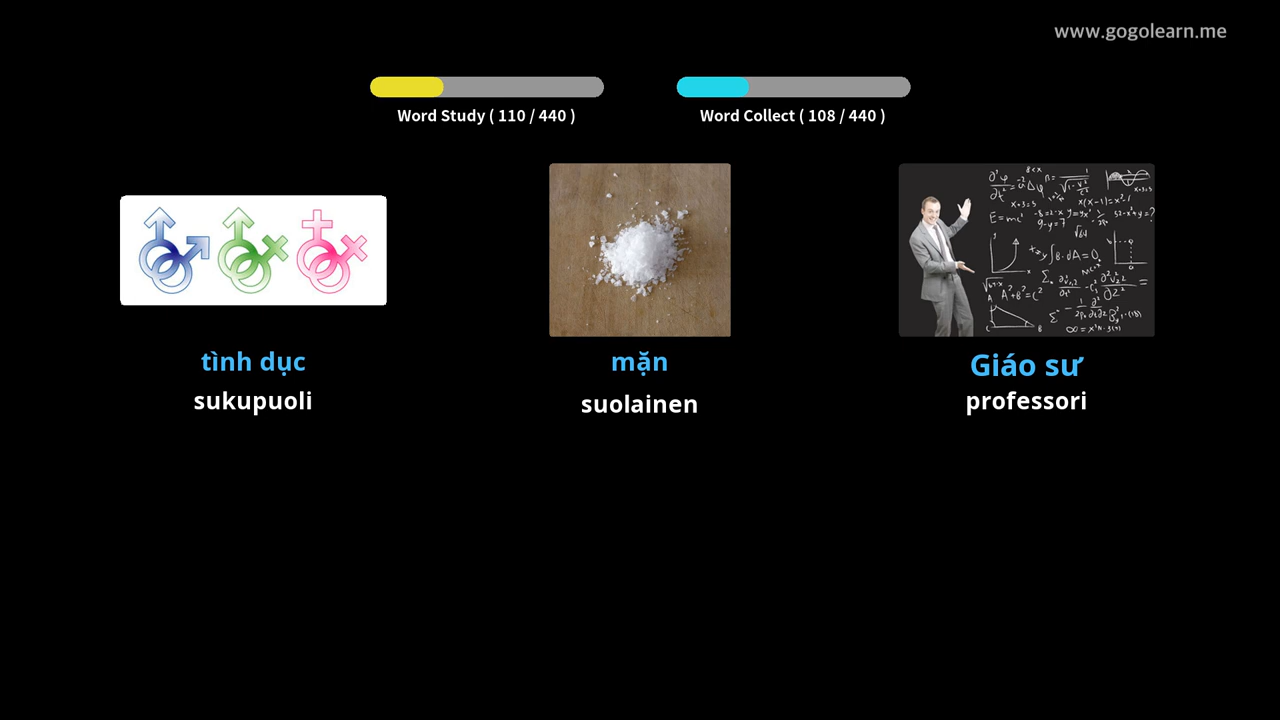 www.gogolearn.me
Word Study ( 110 / 440 )
Word Collect ( 108 / 440 )
tình dục
sukupuoli
mặn
suolainen
Giáo sư
professori